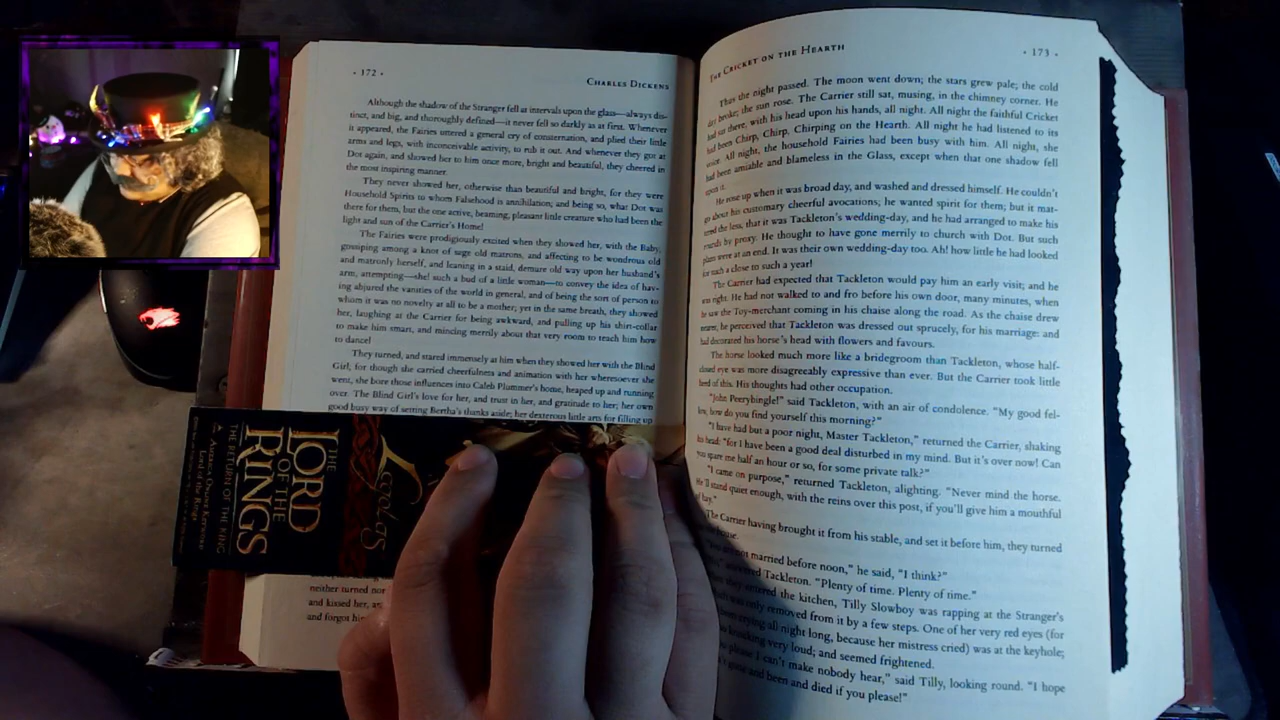 · 172 ·
CHARLES DICKENS
Although the shadow of the Stranger fell at intervals upon the glass—always dis-
tinct, and big, and thoroughly defined—it never fell so darkly as at first. Whenever
it appeared, the Fairies uttered a general cry of consternation, and plied their little
arms and legs, with inconceivable activity, to rub it out. And whenever they got at
Dot again, and showed her to him once more, bright and beautiful, they cheered in
the most inspiring manner.
They never showed her, otherwise than beautiful and bright, for they were
Household Spirits to whom Falsehood is annihilation; and being so, what Dot was
there for them, but the one active, beaming, pleasant little creature who had been the
light and sun of the Carrier's Home!
The Fairies were prodigiously excited when they showed her, with the Baby,
gossiping among a knot of sage old matrons, and affecting to be wondrous old
and matronly herself, and leaning in a staid, demure old way upon her husband's
arm, attempting—she! such a bud of a little woman—to convey the idea of hav-
ing abjured the vanities of the world in general, and of being the sort of person to
whom it was no novelty at all to be a mother; yet in the same breath, they showed
her, laughing at the Carrier for being awkward, and pulling up his shirt-collar
to make him smart, and mincing merrily about that very room to teach him how
to dance!
They turned, and stared immensely at him when they showed her with the Blind
Girl, for though she carried cheerfulness and animation with her wheresoever she
went, she bore those influences into Caleb Plummer's home, heaped up and running
over. The Blind Girl's love for her, and trust in her, and gratitude to her; her own
good busy way of setting Bertha's thanks aside; her dexterous little arts for filling up
THE
LORD
OF THE
RINGS
THE RETURN OF THE KING
Legolas
neither turned nor
and kissed her, as
and forgot him
THE CRICKET ON THE HEARTH
· 173 ·
Thus the night passed. The moon went down; the stars grew pale; the cold
day broke; the sun rose. The Carrier still sat, musing, in the chimney corner. He
had sat there, with his head upon his hands, all night. All night the faithful Cricket
had been Chirp, Chirp, Chirping on the Hearth. All night he had listened to its
voice. All night, the household Fairies had been busy with him. All night, she
had been amiable and blameless in the Glass, except when that one shadow fell
upon it.
He rose up when it was broad day, and washed and dressed himself. He couldn't
go about his customary cheerful avocations; he wanted spirit for them; but it mat-
tered the less, that it was Tackleton's wedding-day, and he had arranged to make his
rounds by proxy. He thought to have gone merrily to church with Dot. But such
plans were at an end. It was their own wedding-day too. Ah! how little he had looked
for such a close to such a year!
The Carrier had expected that Tackleton would pay him an early visit; and he
was right. He had not walked to and fro before his own door, many minutes, when
he saw the Toy-merchant coming in his chaise along the road. As the chaise drew
nearer, he perceived that Tackleton was dressed out sprucely, for his marriage: and
had decorated his horse's head with flowers and favours.
The horse looked much more like a bridegroom than Tackleton, whose half-
closed eye was more disagreeably expressive than ever. But the Carrier took little
heed of this. His thoughts had other occupation.
"John Peerybingle!" said Tackleton, with an air of condolence. "My good fel-
low, how do you find yourself this morning?"
"I have had but a poor night, Master Tackleton," returned the Carrier, shaking
his head: "for I have been a good deal disturbed in my mind. But it's over now! Can
you spare me half an hour or so, for some private talk?"
"I came on purpose," returned Tackleton, alighting. "Never mind the horse.
He'll stand quiet enough, with the reins over this post, if you'll give him a mouthful
of hay."
The Carrier having brought it from his stable, and set it before him, they turned
house.
not married before noon," he said, "I think?"
Tackleton. "Plenty of time. Plenty of time."
they entered the kitchen, Tilly Slowboy was rapping at the Stranger's
only removed from it by a few steps. One of her very red eyes (for
crying all night long, because her mistress cried) was at the keyhole;
knocking very loud; and seemed frightened.
please I can't make nobody hear," said Tilly, looking round. "I hope
gone and been and died if you please!"